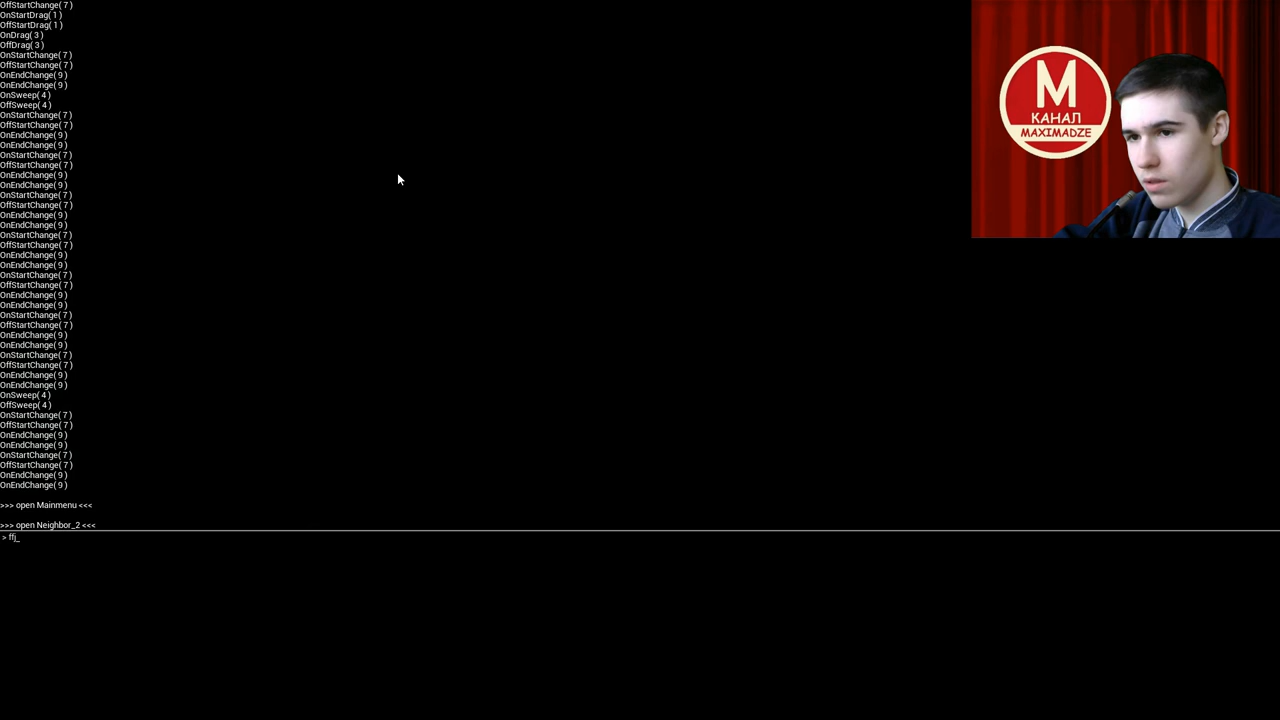 OffStartChange( 7 )
OnStartDrag( 1 )
OffStartDrag( 1 )
OnDrag( 3 )
OffDrag( 3 )
OnStartChange( 7 )
OffStartChange( 7 )
OnEndChange( 9 )
OnEndChange( 9 )
OnSweep( 4 )
OffSweep( 4 )
OnStartChange( 7 )
OffStartChange( 7 )
OnEndChange( 9 )
OnEndChange( 9 )
OnStartChange( 7 )
OffStartChange( 7 )
OnEndChange( 9 )
OnEndChange( 9 )
OnStartChange( 7 )
OffStartChange( 7 )
OnEndChange( 9 )
OnEndChange( 9 )
OnStartChange( 7 )
OffStartChange( 7 )
OnEndChange( 9 )
OnEndChange( 9 )
OnStartChange( 7 )
OffStartChange( 7 )
OnEndChange( 9 )
OnEndChange( 9 )
OnStartChange( 7 )
OffStartChange( 7 )
OnEndChange( 9 )
OnEndChange( 9 )
OnStartChange( 7 )
OffStartChange( 7 )
OnEndChange( 9 )
OnEndChange( 9 )
OnSweep( 4 )
OffSweep( 4 )
OnStartChange( 7 )
OffStartChange( 7 )
OnEndChange( 9 )
OnEndChange( 9 )
OnStartChange( 7 )
OffStartChange( 7 )
OnEndChange( 9 )
OnEndChange( 9 )
>>> open Mainmenu <<<
>>> open Neighbor_2 <<<
> ffj_
М
КАНАЛ
MAXIMADZE